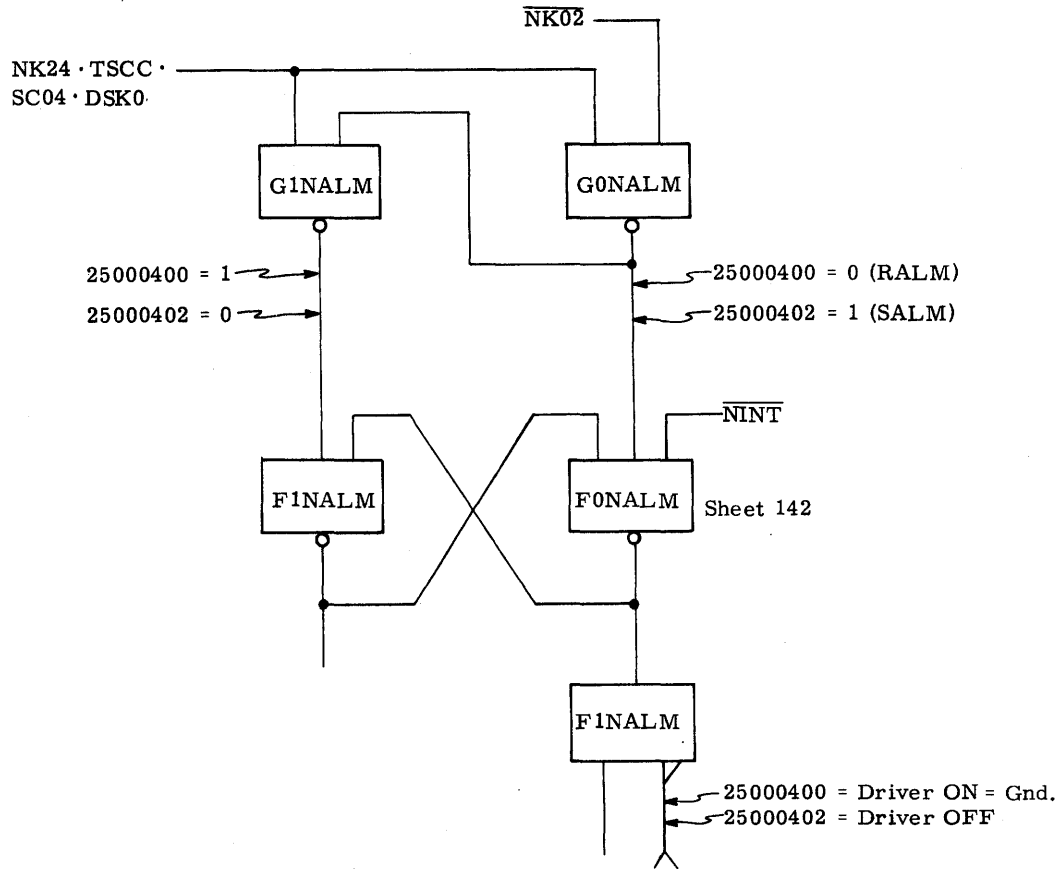 NK02
NK24 · TSCC ·
SC04 · DSK0
G1NALM
G0NALM
25000400 = 1
25000402 = 0
25000400 = 0 (RALM)
25000402 = 1 (SALM)
NINT
F1NALM
F0NALM
Sheet 142
F1NALM
25000400 = Driver ON = Gnd.
25000402 = Driver OFF